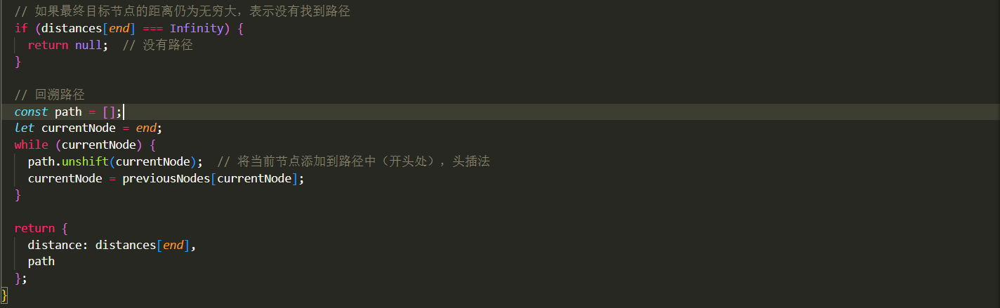 // 如果最终目标节点的距离仍为无穷大，表示没有找到路径
if (distances[end] === Infinity) {
return null;  // 没有路径
}
// 回溯路径
const path = [];
let currentNode = end;
while (currentNode) {
path.unshift(currentNode);  // 将当前节点添加到路径中（开头处），头插法
currentNode = previousNodes[currentNode];
}
return {
distance: distances[end],
path
};
}